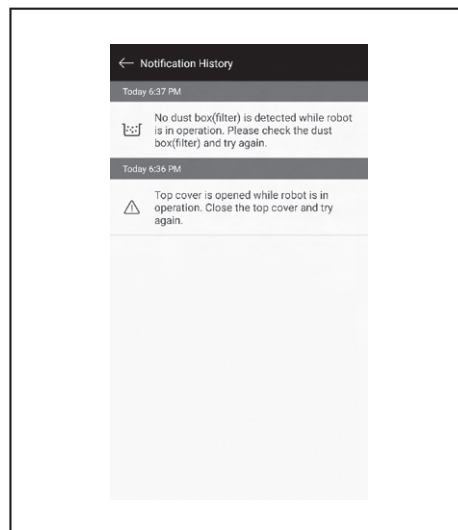 Notification History
Today 6:37 PM
No dust box(filter) is detected while robot
is in operation. Please check the dust
box(filter) and try again.
Today 6:36 PM
Top cover is opened while robot is in
operation. Close the top cover and try
again.